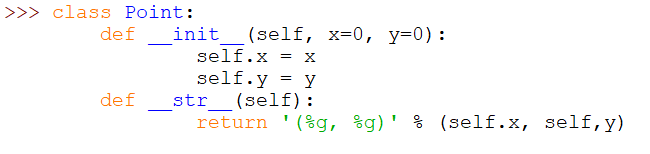 >>> class Point:
        def __init__(self, x=0, y=0):
                self.x = x
                self.y = y
        def __str__(self):
                return '(%g, %g)' % (self.x, self,y)